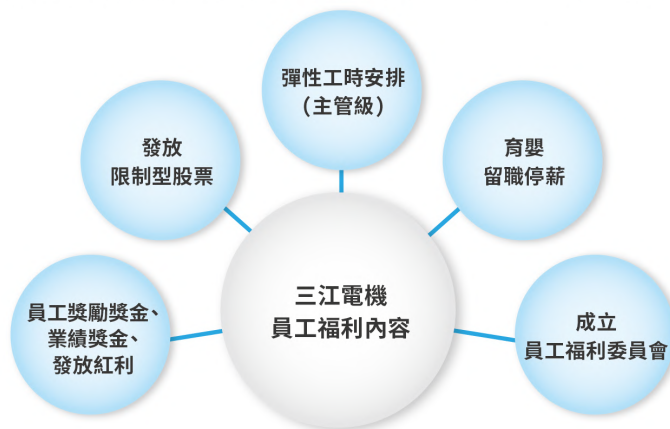 彈性工時安排
(主管級)
發放
限制型股票
育嬰
留職停薪
三江電機
員工福利內容
員工獎勵獎金、
業績獎金、
發放紅利
成立
員工福利委員會